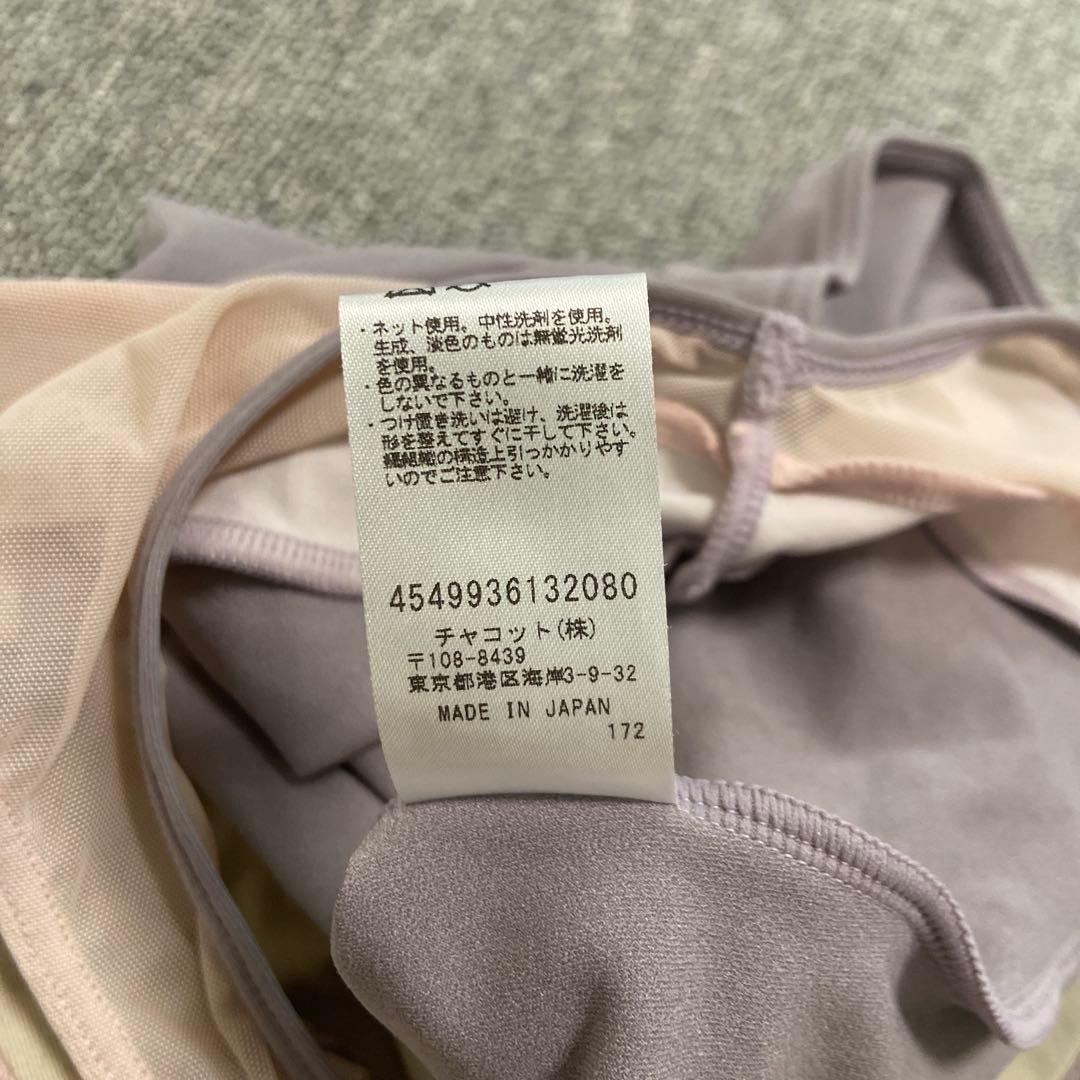 ・ネット使用。中性洗剤を使用。
生成、淡色のものは無蛍光洗剤
を使用。
・色の異なるものと一緒に洗濯を
しないで下さい。
・つけ置き洗いは避け、洗濯後は
形を整えてすぐに干して下さい。
繊組織の構造上引っかかりやす
いのでご注意下さい。
4549936132080
チャコット(株)
〒108-8439
東京都港区海岸3-9-32
MADE IN JAPAN
172